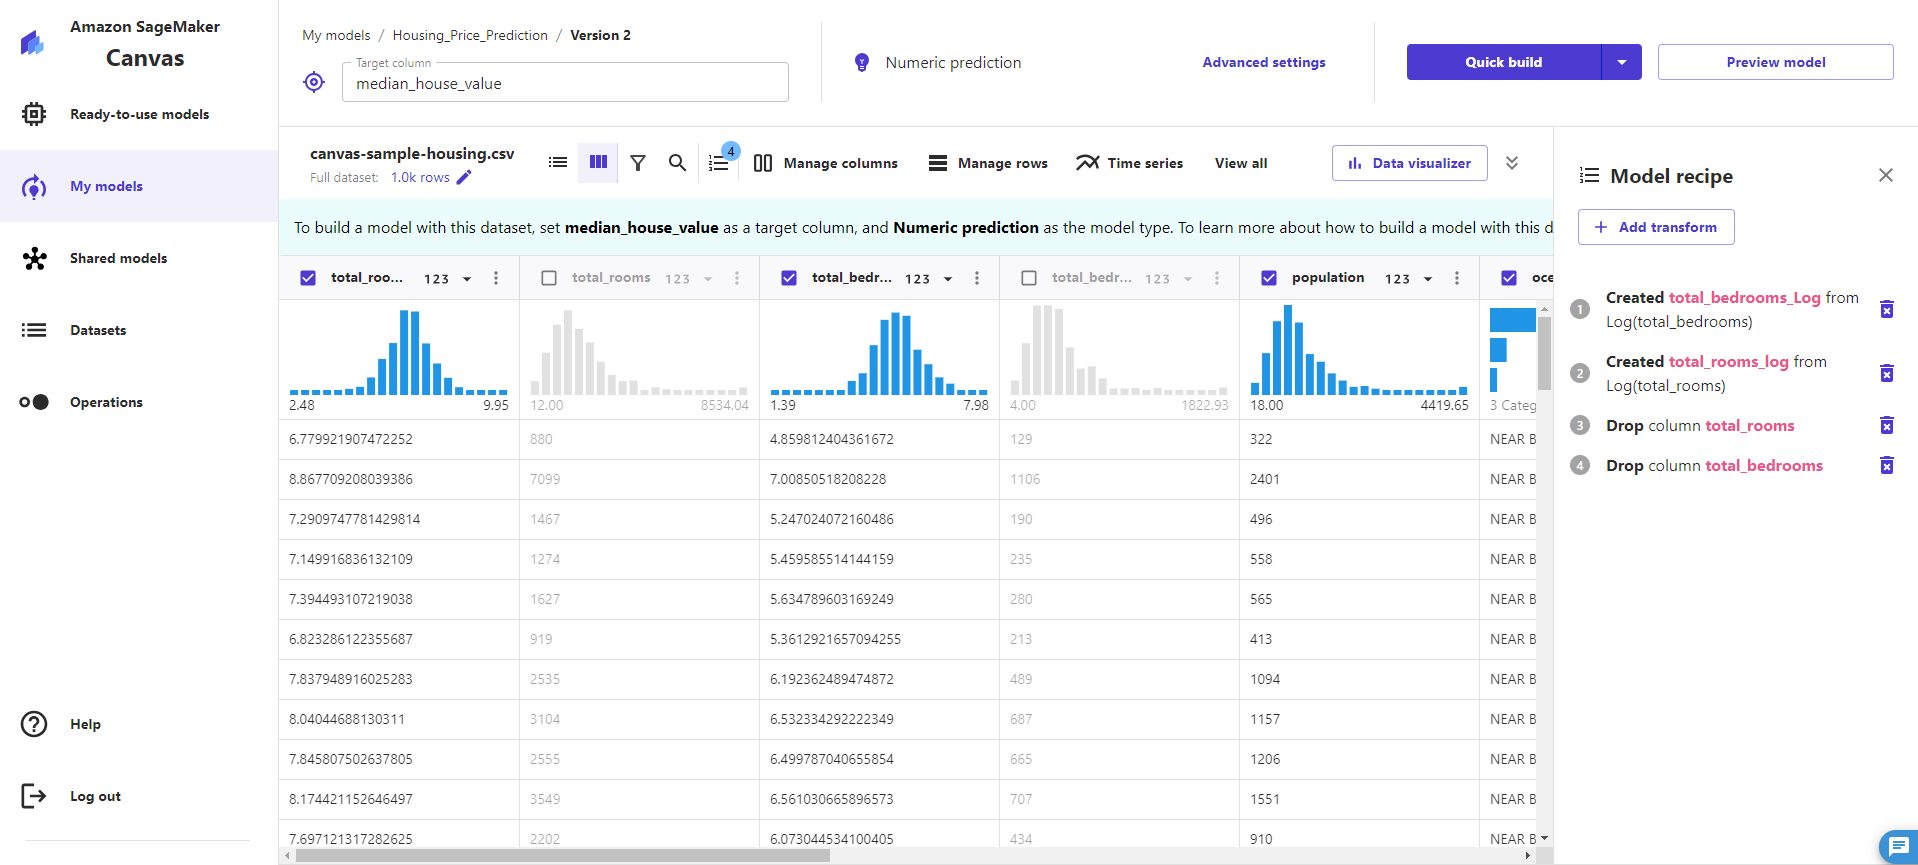 Amazon SageMaker
Canvas
Ready-to-use models
My models
Shared models
Datasets
Operations
Help
Log out
My models / Housing_Price_Prediction / Version 2
Target column
median_house_value
Numeric prediction
Advanced settings
Quick build
Preview model
canvas-sample-housing.csv
Full dataset: 1.0k rows
4
Manage columns
Manage rows
Time series
View all
Data visualizer
To build a model with this dataset, set median_house_value as a target column, and Numeric prediction as the model type. To learn more about how to build a model with this d
total_roo... 123 total_rooms 123 total_bedr... 123 total_bedr... 123 population 123 oce
2.48 9.95 12.00 8534.04 1.39 7.98 4.00 1822.93 18.00 4419.65 3 Categ
6.779921907472252 880 4.859812404361672 129 322 NEAR B
8.867709208039386 7099 7.00850518208228 1106 2401 NEAR B
7.2909747781429814 1467 5.247024072160486 190 496 NEAR B
7.149916836132109 1274 5.459585514144159 235 558 NEAR B
7.394493107219038 1627 5.634789603169249 280 565 NEAR B
6.823286122355687 919 5.3612921657094255 213 413 NEAR B
7.837948916025283 2535 6.192362489474872 489 1094 NEAR B
8.04044688130311 3104 6.532334292222349 687 1157 NEAR B
7.845807502637805 2555 6.499787040655854 665 1206 NEAR B
8.174421152646497 3549 6.561030665896573 707 1551 NEAR B
7.697121317282625 2202 6.073044534100405 434 910 NEAR B
Model recipe
Add transform
1 Created total_bedrooms_Log from
Log(total_bedrooms)
2 Created total_rooms_log from
Log(total_rooms)
3 Drop column total_rooms
4 Drop column total_bedrooms